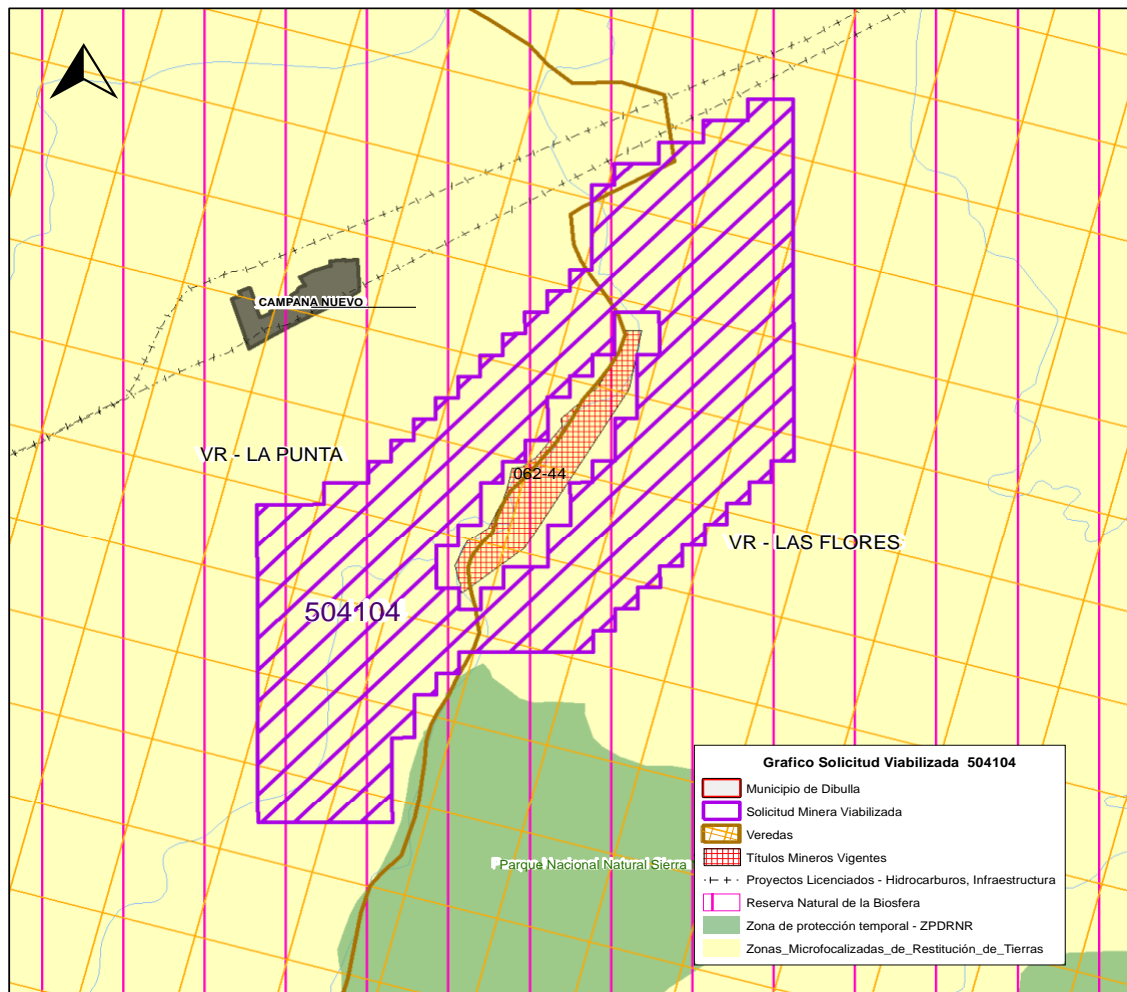 CAMPANA NUEVO
VR - LA PUNTA
062-44
VR - LAS FLORES
504104
Parque Nacional Natural Sierra
Grafico Solicitud Viabilizada 504104
Municipio de Dibulla
Solicitud Minera Viabilizada
Veredas
Títulos Mineros Vigentes
Proyectos Licenciados - Hidrocarburos, Infraestructura
Reserva Natural de la Biosfera
Zona de protección temporal - ZPDRNR
Zonas_Microfocalizadas_de_Restitución_de_Tierras